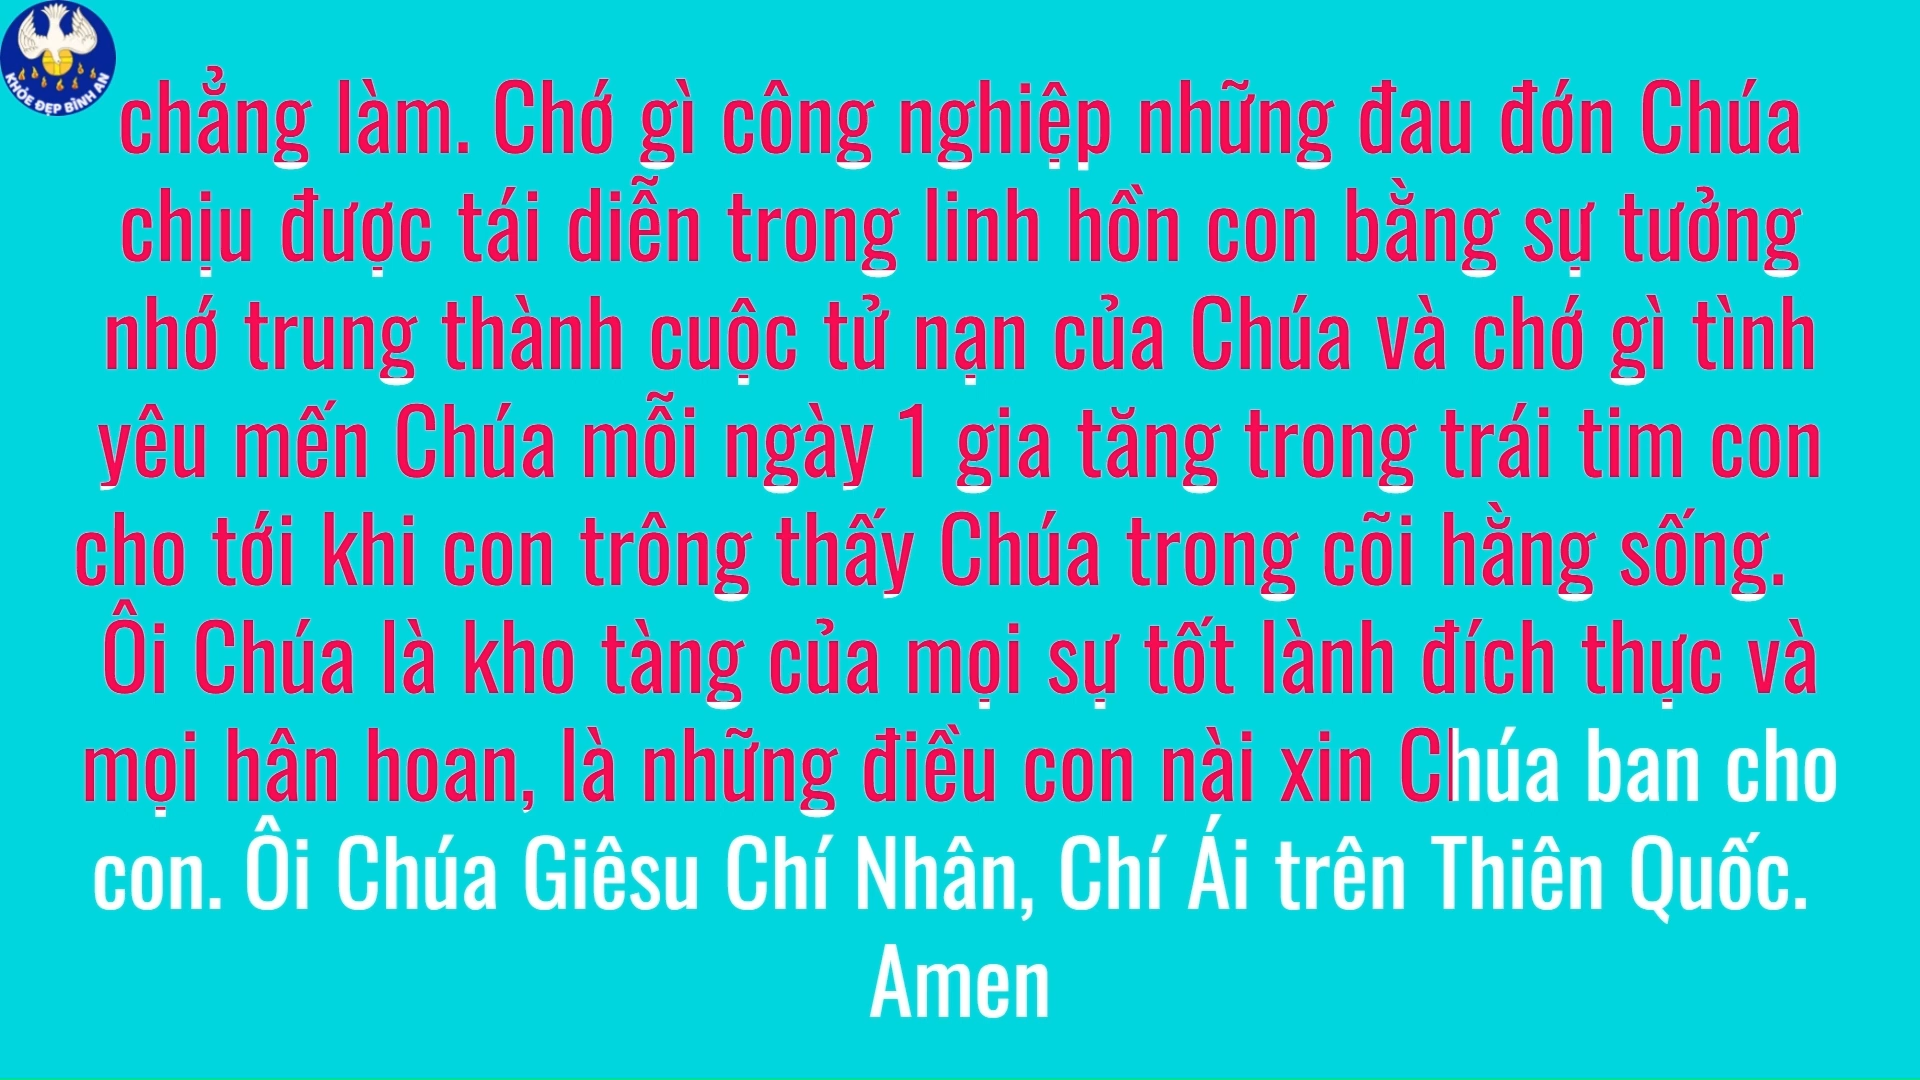 KHỎE ĐẸP BÌNH AN
chẳng làm. Chớ gì công nghiệp những đau đớn Chúa
chịu được tái diễn trong linh hồn con bằng sự tưởng
nhớ trung thành cuộc tử nạn của Chúa và chớ gì tình
yêu mến Chúa mỗi ngày 1 gia tăng trong trái tim con
cho tới khi con trông thấy Chúa trong cõi hằng sống.
Ôi Chúa là kho tàng của mọi sự tốt lành đích thực và
mọi hân hoan, là những điều con nài xin Chúa ban cho
con. Ôi Chúa Giêsu Chí Nhân, Chí Ái trên Thiên Quốc.
Amen